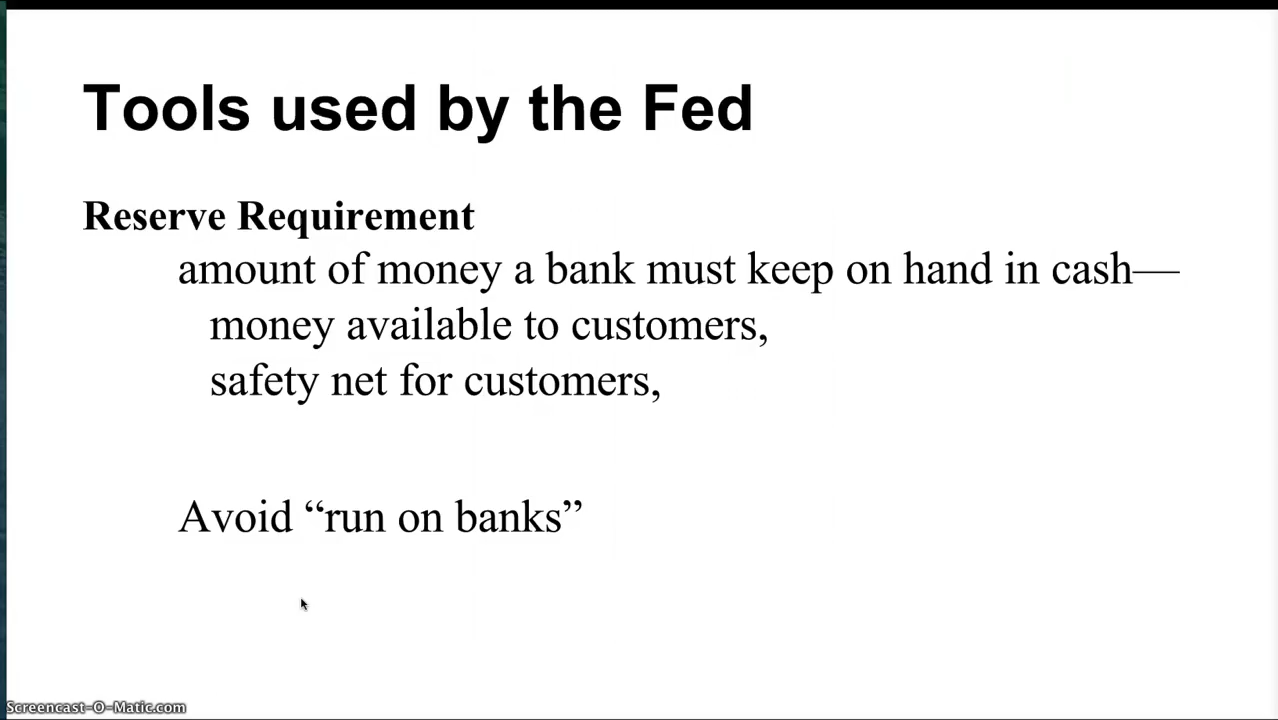 Tools used by the Fed
Reserve Requirement
amount of money a bank must keep on hand in cash—
money available to customers,
safety net for customers,
Avoid “run on banks”
Screencast-O-Matic.com